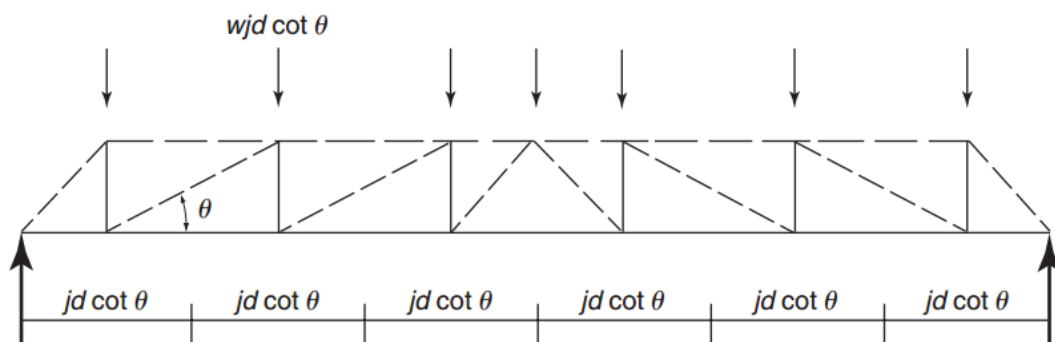 wjd cot θ
θ
jd cot θ jd cot θ jd cot θ jd cot θ jd cot θ jd cot θ